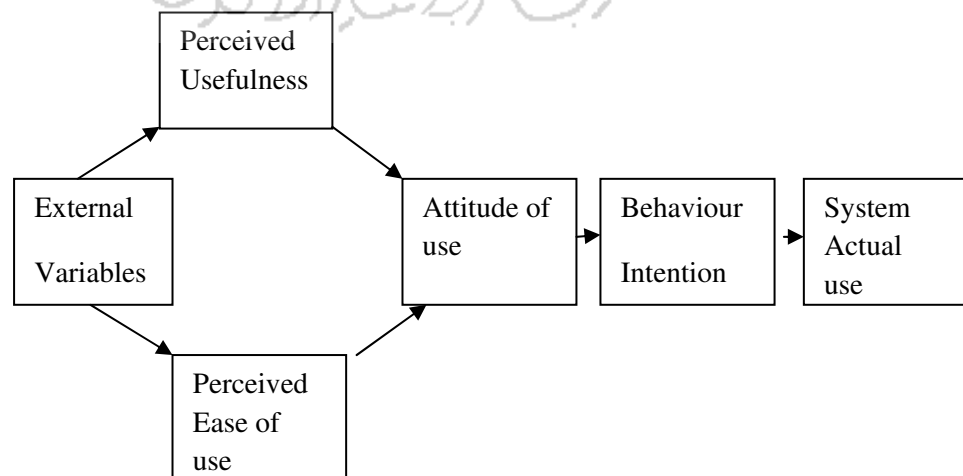 Perceived
Usefulness
External
Variables
Attitude of
use
Behaviour
Intention
System
Actual
use
Perceived
Ease of
use